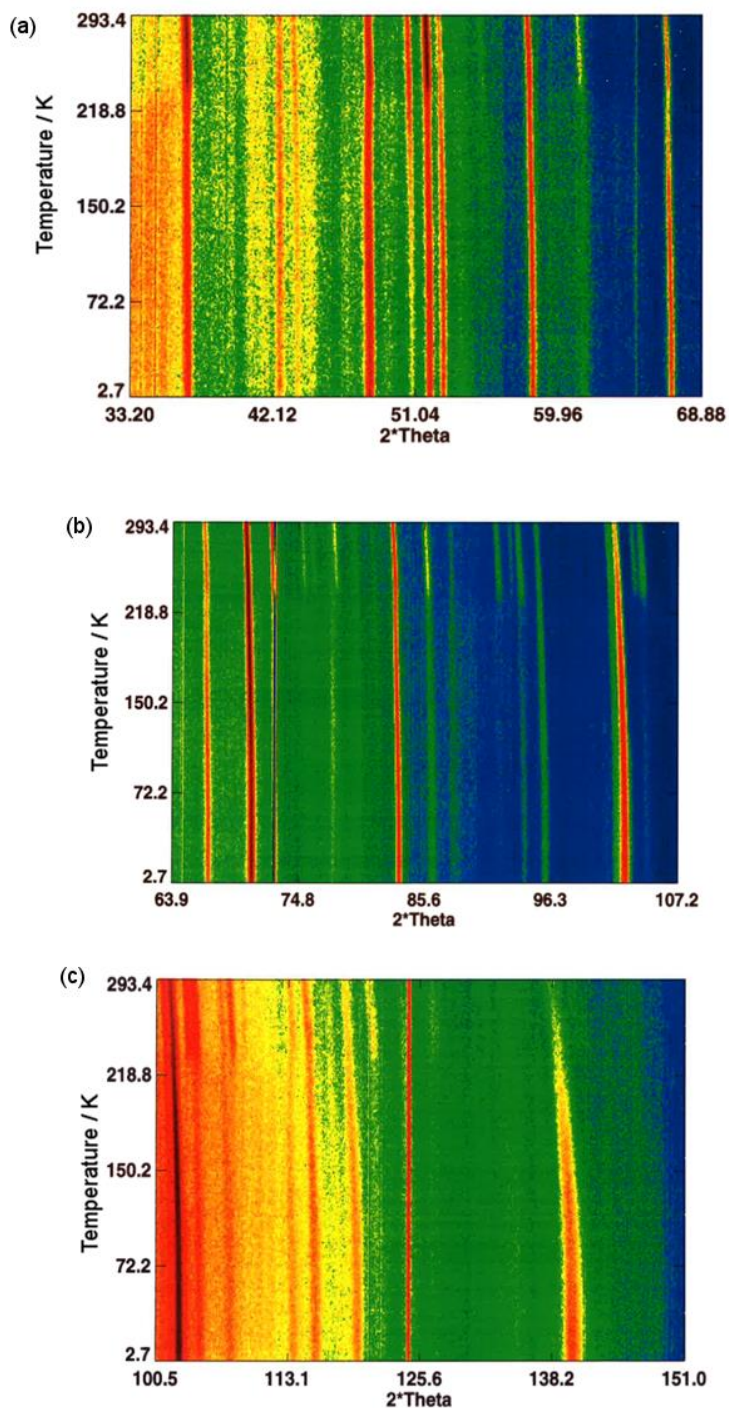 (a)
293.4
218.8
150.2
72.2
2.7
Temperature / K
33.20 42.12 51.04 59.96 68.88
2*Theta
(b)
293.4
218.8
150.2
72.2
2.7
Temperature / K
63.9 74.8 85.6 96.3 107.2
2*Theta
(c)
293.4
218.8
150.2
72.2
2.7
Temperature / K
100.5 113.1 125.6 138.2 151.0
2*Theta